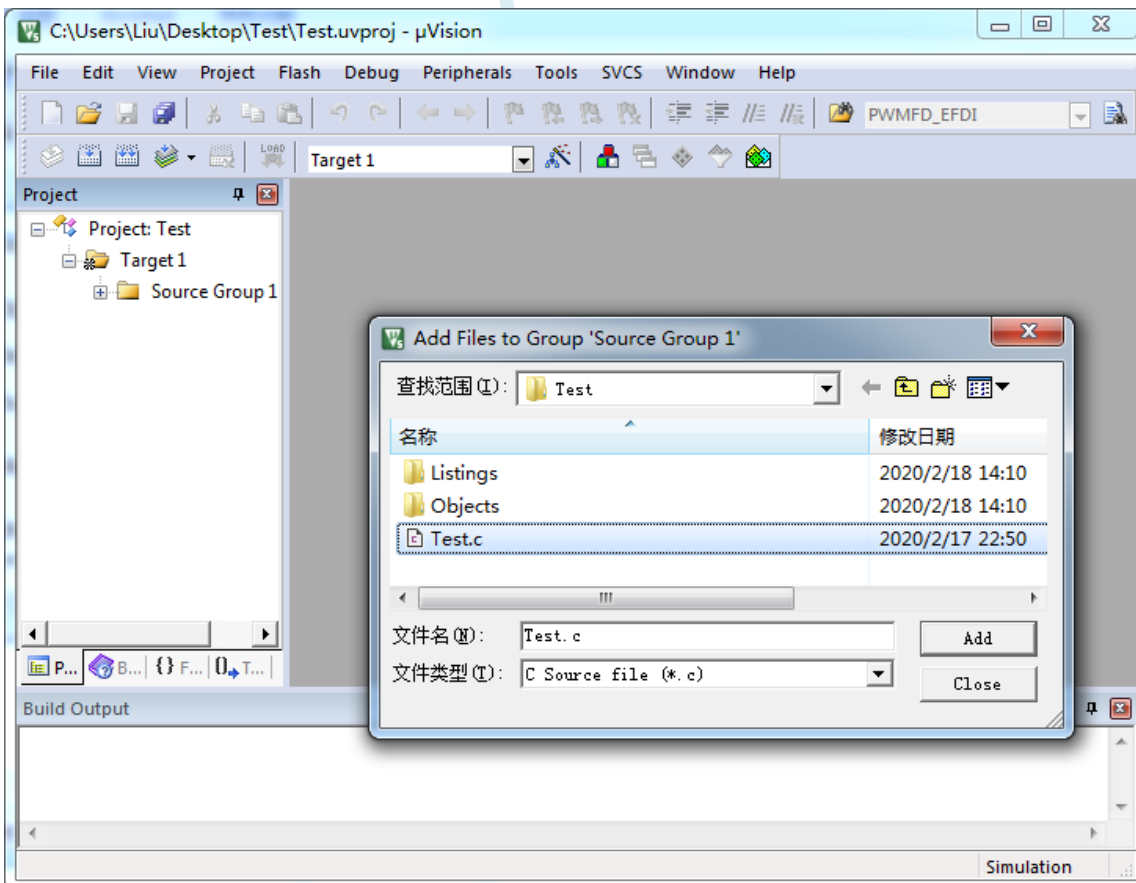 C:\Users\Liu\Desktop\Test\Test.uvproj - µVision
File Edit View Project Flash Debug Peripherals Tools SVCS Window Help
PWMFD_EFDI
LOAD
Target 1
Project
Project: Test
Target 1
Source Group 1
Add Files to Group 'Source Group 1'
查找范围(I): Test
名称 修改日期
Listings 2020/2/18 14:10
Objects 2020/2/18 14:10
Test.c 2020/2/17 22:50
文件名(N): Test.c Add
文件类型(T): C Source file (*.c) Close
P... B... {} F... 0 T...
Build Output
Simulation